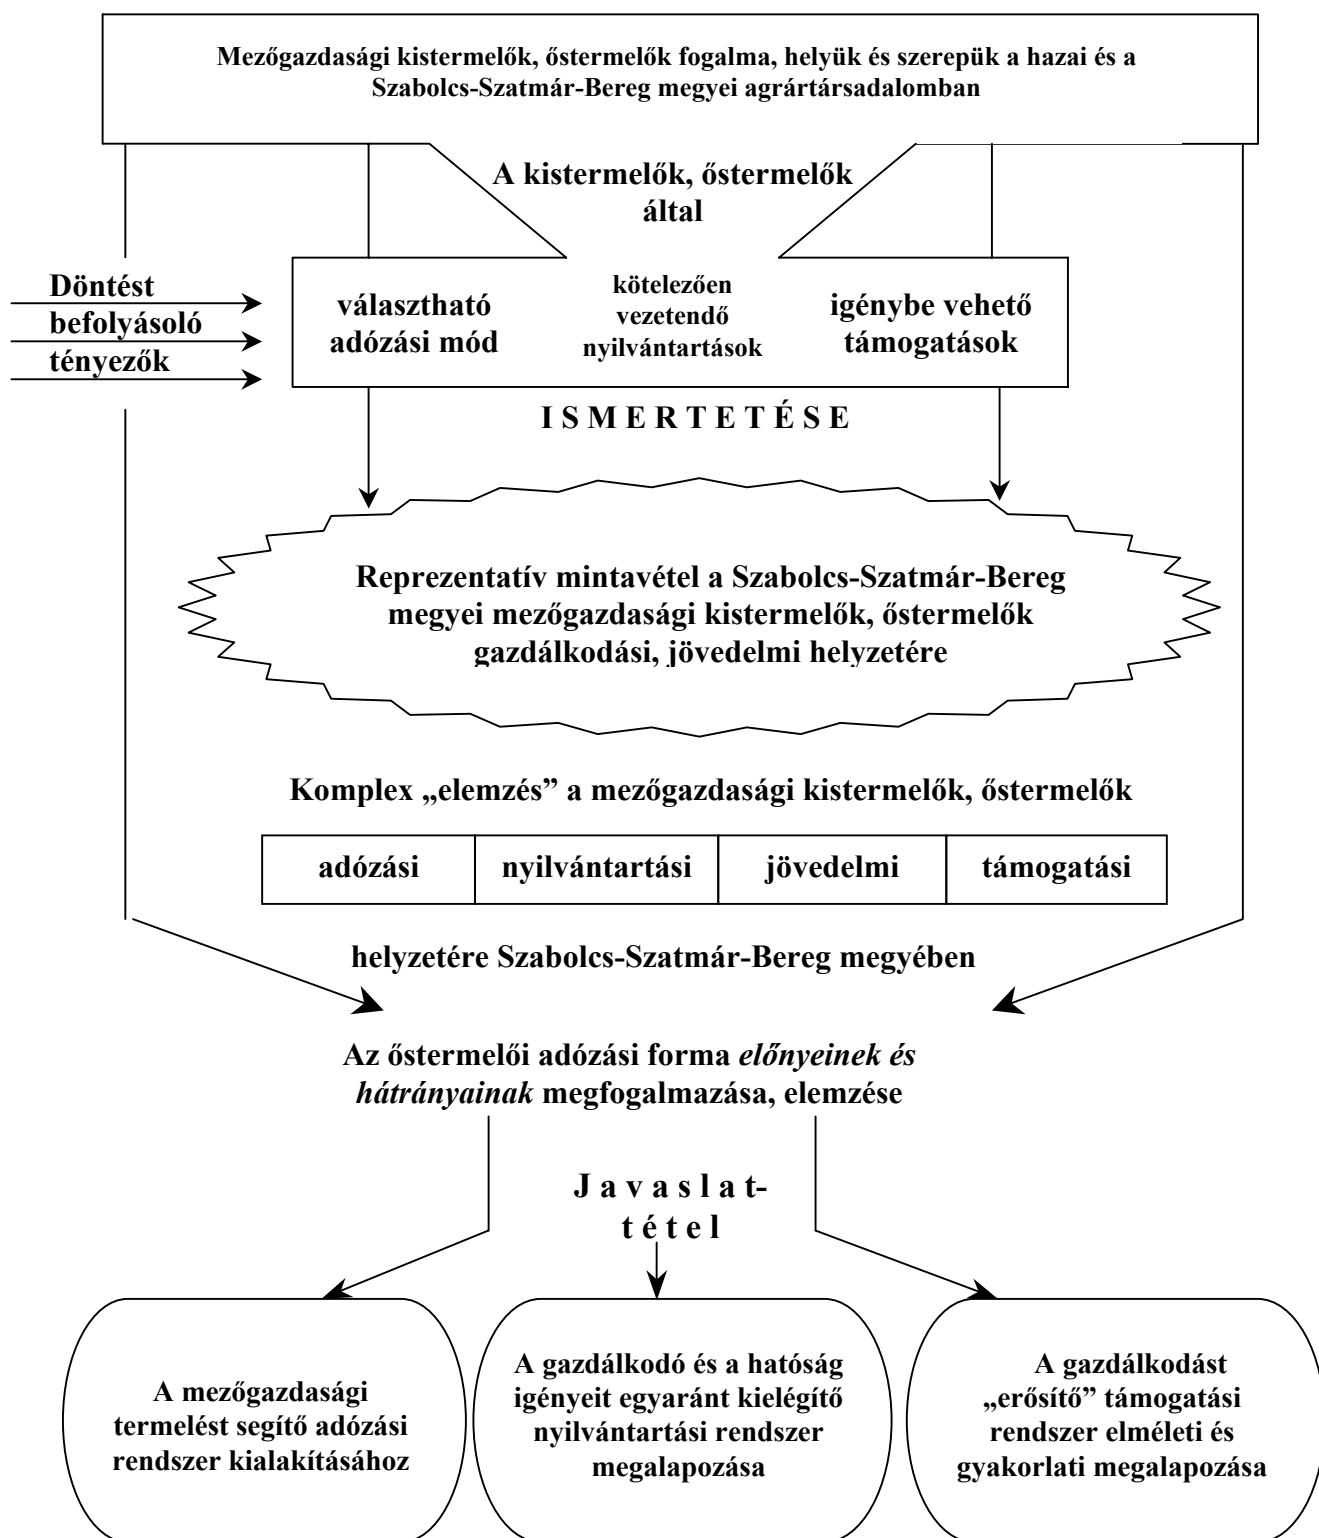 Mezőgazdasági kistermelők, őstermelők fogalma, helyük és szerepük a hazai és a
Szabolcs-Szatmár-Bereg megyei agrártársadalomban
A kistermelők, őstermelők
által
Döntést
befolyásoló
tényezők
választható
adózási mód
kötelezően
vezetendő
nyilvántartások
igénybe vehető
támogatások
I S M E R T E T É S E
Reprezentatív mintavétel a Szabolcs-Szatmár-Bereg
megyei mezőgazdasági kistermelők, őstermelők
gazdálkodási, jövedelmi helyzetére
Komplex „elemzés” a mezőgazdasági kistermelők, őstermelők
adózási
nyilvántartási
jövedelmi
támogatási
helyzetére Szabolcs-Szatmár-Bereg megyében
Az őstermelői adózási forma előnyeinek és
hátrányainak megfogalmazása, elemzése
J a v a s l a t-
t é t e l
A mezőgazdasági
termelést segítő adózási
rendszer kialakításához
A gazdálkodó és a hatóság
igényeit egyaránt kielégítő
nyilvántartási rendszer
megalapozása
A gazdálkodást
„erősítő” támogatási
rendszer elméleti és
gyakorlati megalapozása